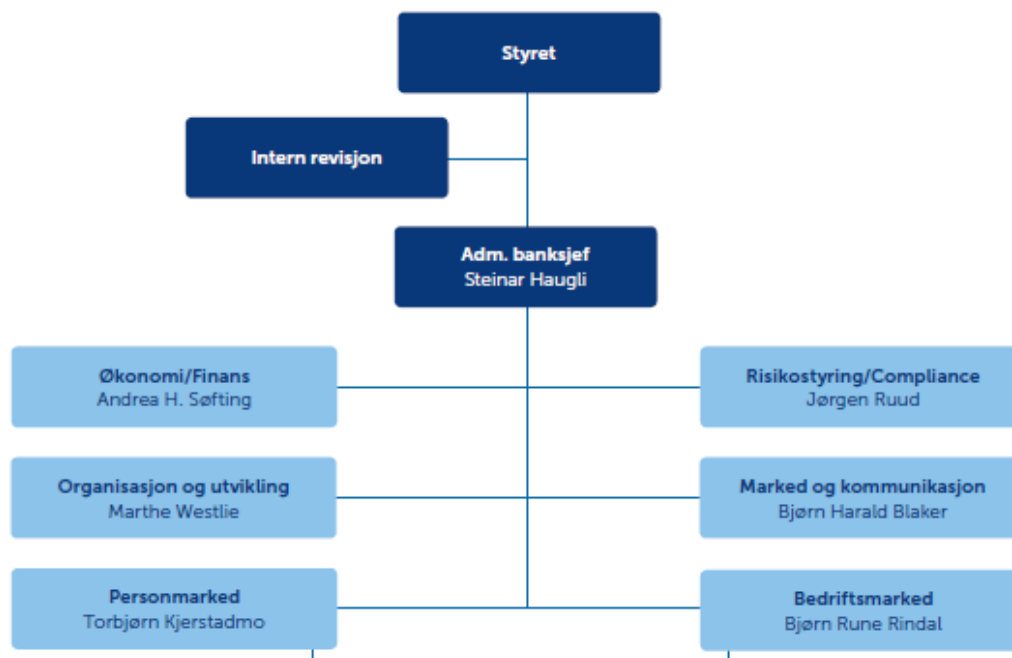 Styret
Intern revisjon
Adm. banksjef
Steinar Haugli
Økonomi/Finans
Andrea H. Søfting
Risikostyring/Compliance
Jørgen Ruud
Organisasjon og utvikling
Marthe Westlie
Marked og kommunikasjon
Bjørn Harald Blaker
Personmarked
Torbjørn Kjerstadmo
Bedriftsmarked
Bjørn Rune Rindal